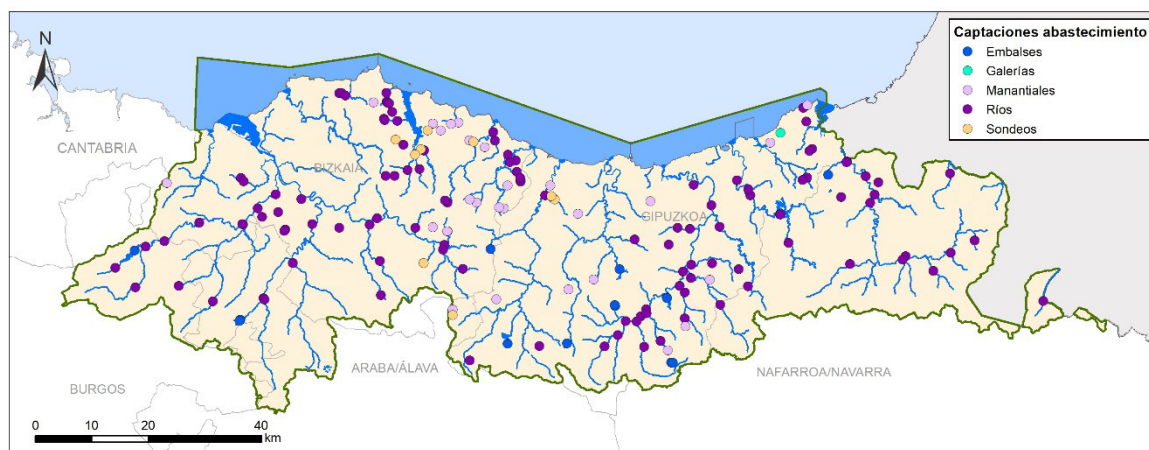 N
Captaciones abastecimiento
Embalses
Galerías
Manantiales
Ríos
Sondeos
CANTABRIA
BIZKAIA
GIPUZKOA
ARABA/ÁLAVA
NAFARROA/NAVARRA
BURGOS
0 10 20 40
km